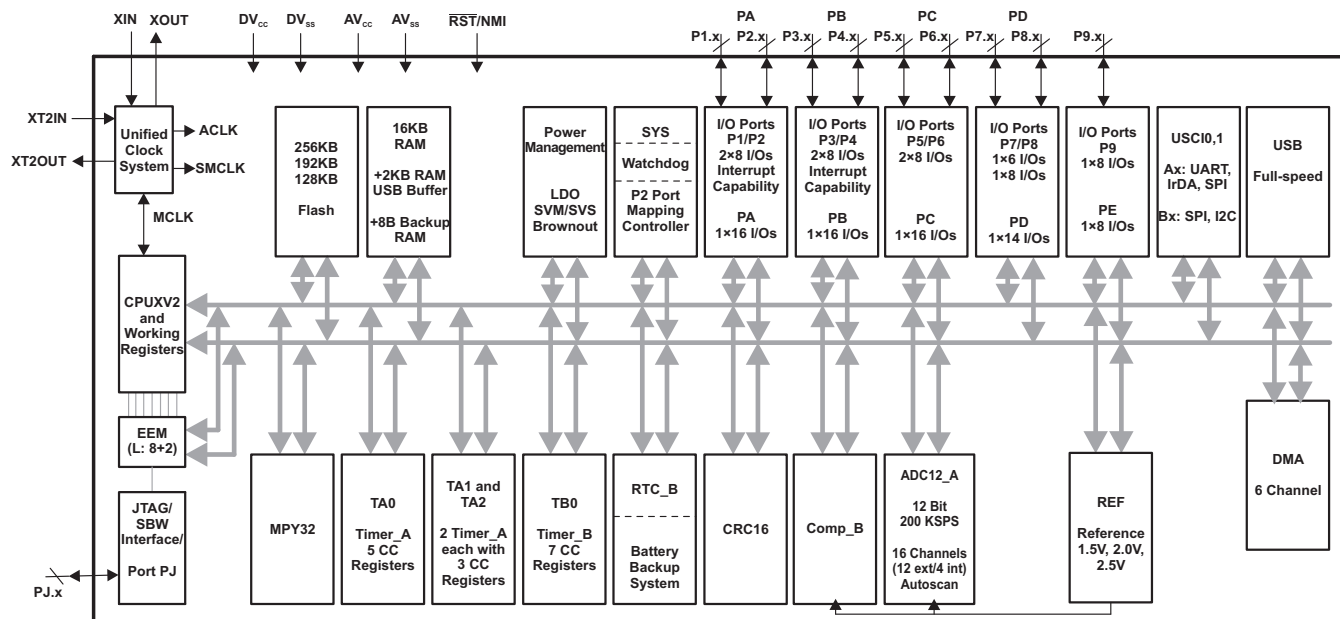 XIN
XOUT
DVCC
DVSS
AVCC
AVSS
RST/NMI
PA
PB
PC
PD
P1.x
P2.x
P3.x
P4.x
P5.x
P6.x
P7.x
P8.x
P9.x
XT2IN
XT2OUT
Unified
Clock
System
ACLK
SMCLK
MCLK
256KB
192KB
128KB
Flash
16KB
RAM
+2KB RAM
USB Buffer
+8B Backup
RAM
Power
Management
LDO
SVM/SVS
Brownout
SYS
Watchdog
P2 Port
Mapping
Controller
I/O Ports
P1/P2
2×8 I/Os
Interrupt
Capability
PA
1×16 I/Os
I/O Ports
P3/P4
2×8 I/Os
Interrupt
Capability
PB
1×16 I/Os
I/O Ports
P5/P6
2×8 I/Os
PC
1×16 I/Os
I/O Ports
P7/P8
1×6 I/Os
1×8 I/Os
PD
1×14 I/Os
I/O Ports
P9
1×8 I/Os
PE
1×8 I/Os
USCI0,1
Ax: UART,
IrDA, SPI
Bx: SPI, I2C
USB
Full-speed
CPUXV2
and
Working
Registers
EEM
(L: 8+2)
JTAG/
SBW
Interface/
Port PJ
PJ.x
MPY32
TA0
Timer_A
5 CC
Registers
TA1 and
TA2
2 Timer_A
each with
3 CC
Registers
TB0
Timer_B
7 CC
Registers
RTC_B
Battery
Backup
System
CRC16
Comp_B
ADC12_A
12 Bit
200 KSPS
16 Channels
(12 ext/4 int)
Autoscan
REF
Reference
1.5V, 2.0V,
2.5V
DMA
6 Channel